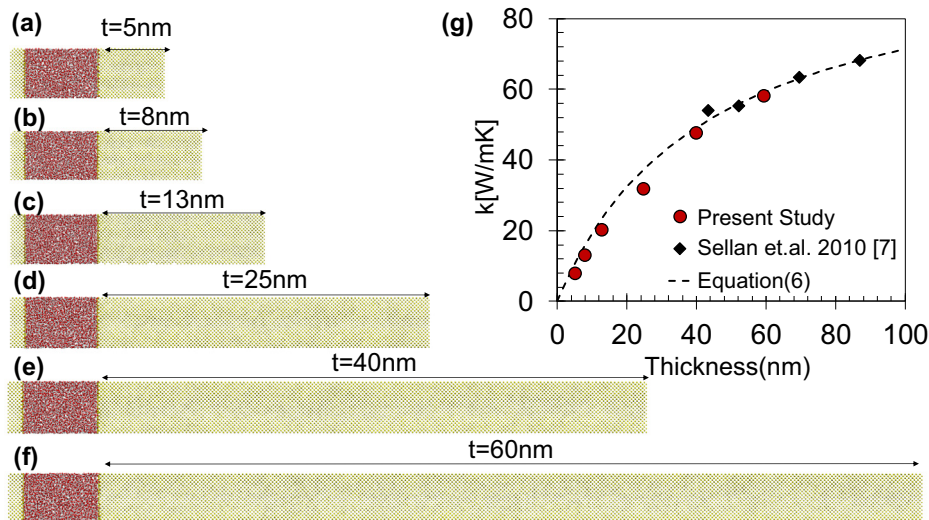 (a)
t=5nm
(b)
t=8nm
(c)
t=13nm
(d)
t=25nm
(e)
t=40nm
(f)
t=60nm
(g)
80
60
40
20
0
k[W/mK]
Present Study
Sellan et.al. 2010 [7]
Equation(6)
0 20 40 60 80 100
Thickness(nm)